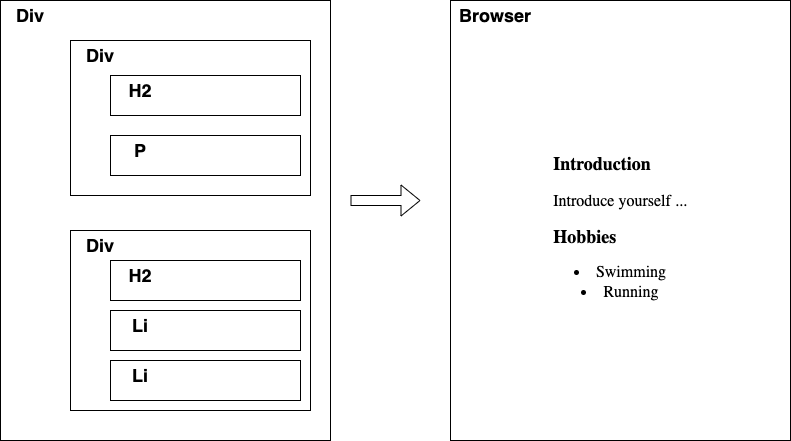 Div
Div
H2
P
Div
H2
Li
Li
Browser
Introduction
Introduce yourself ...
Hobbies
• Swimming
• Running